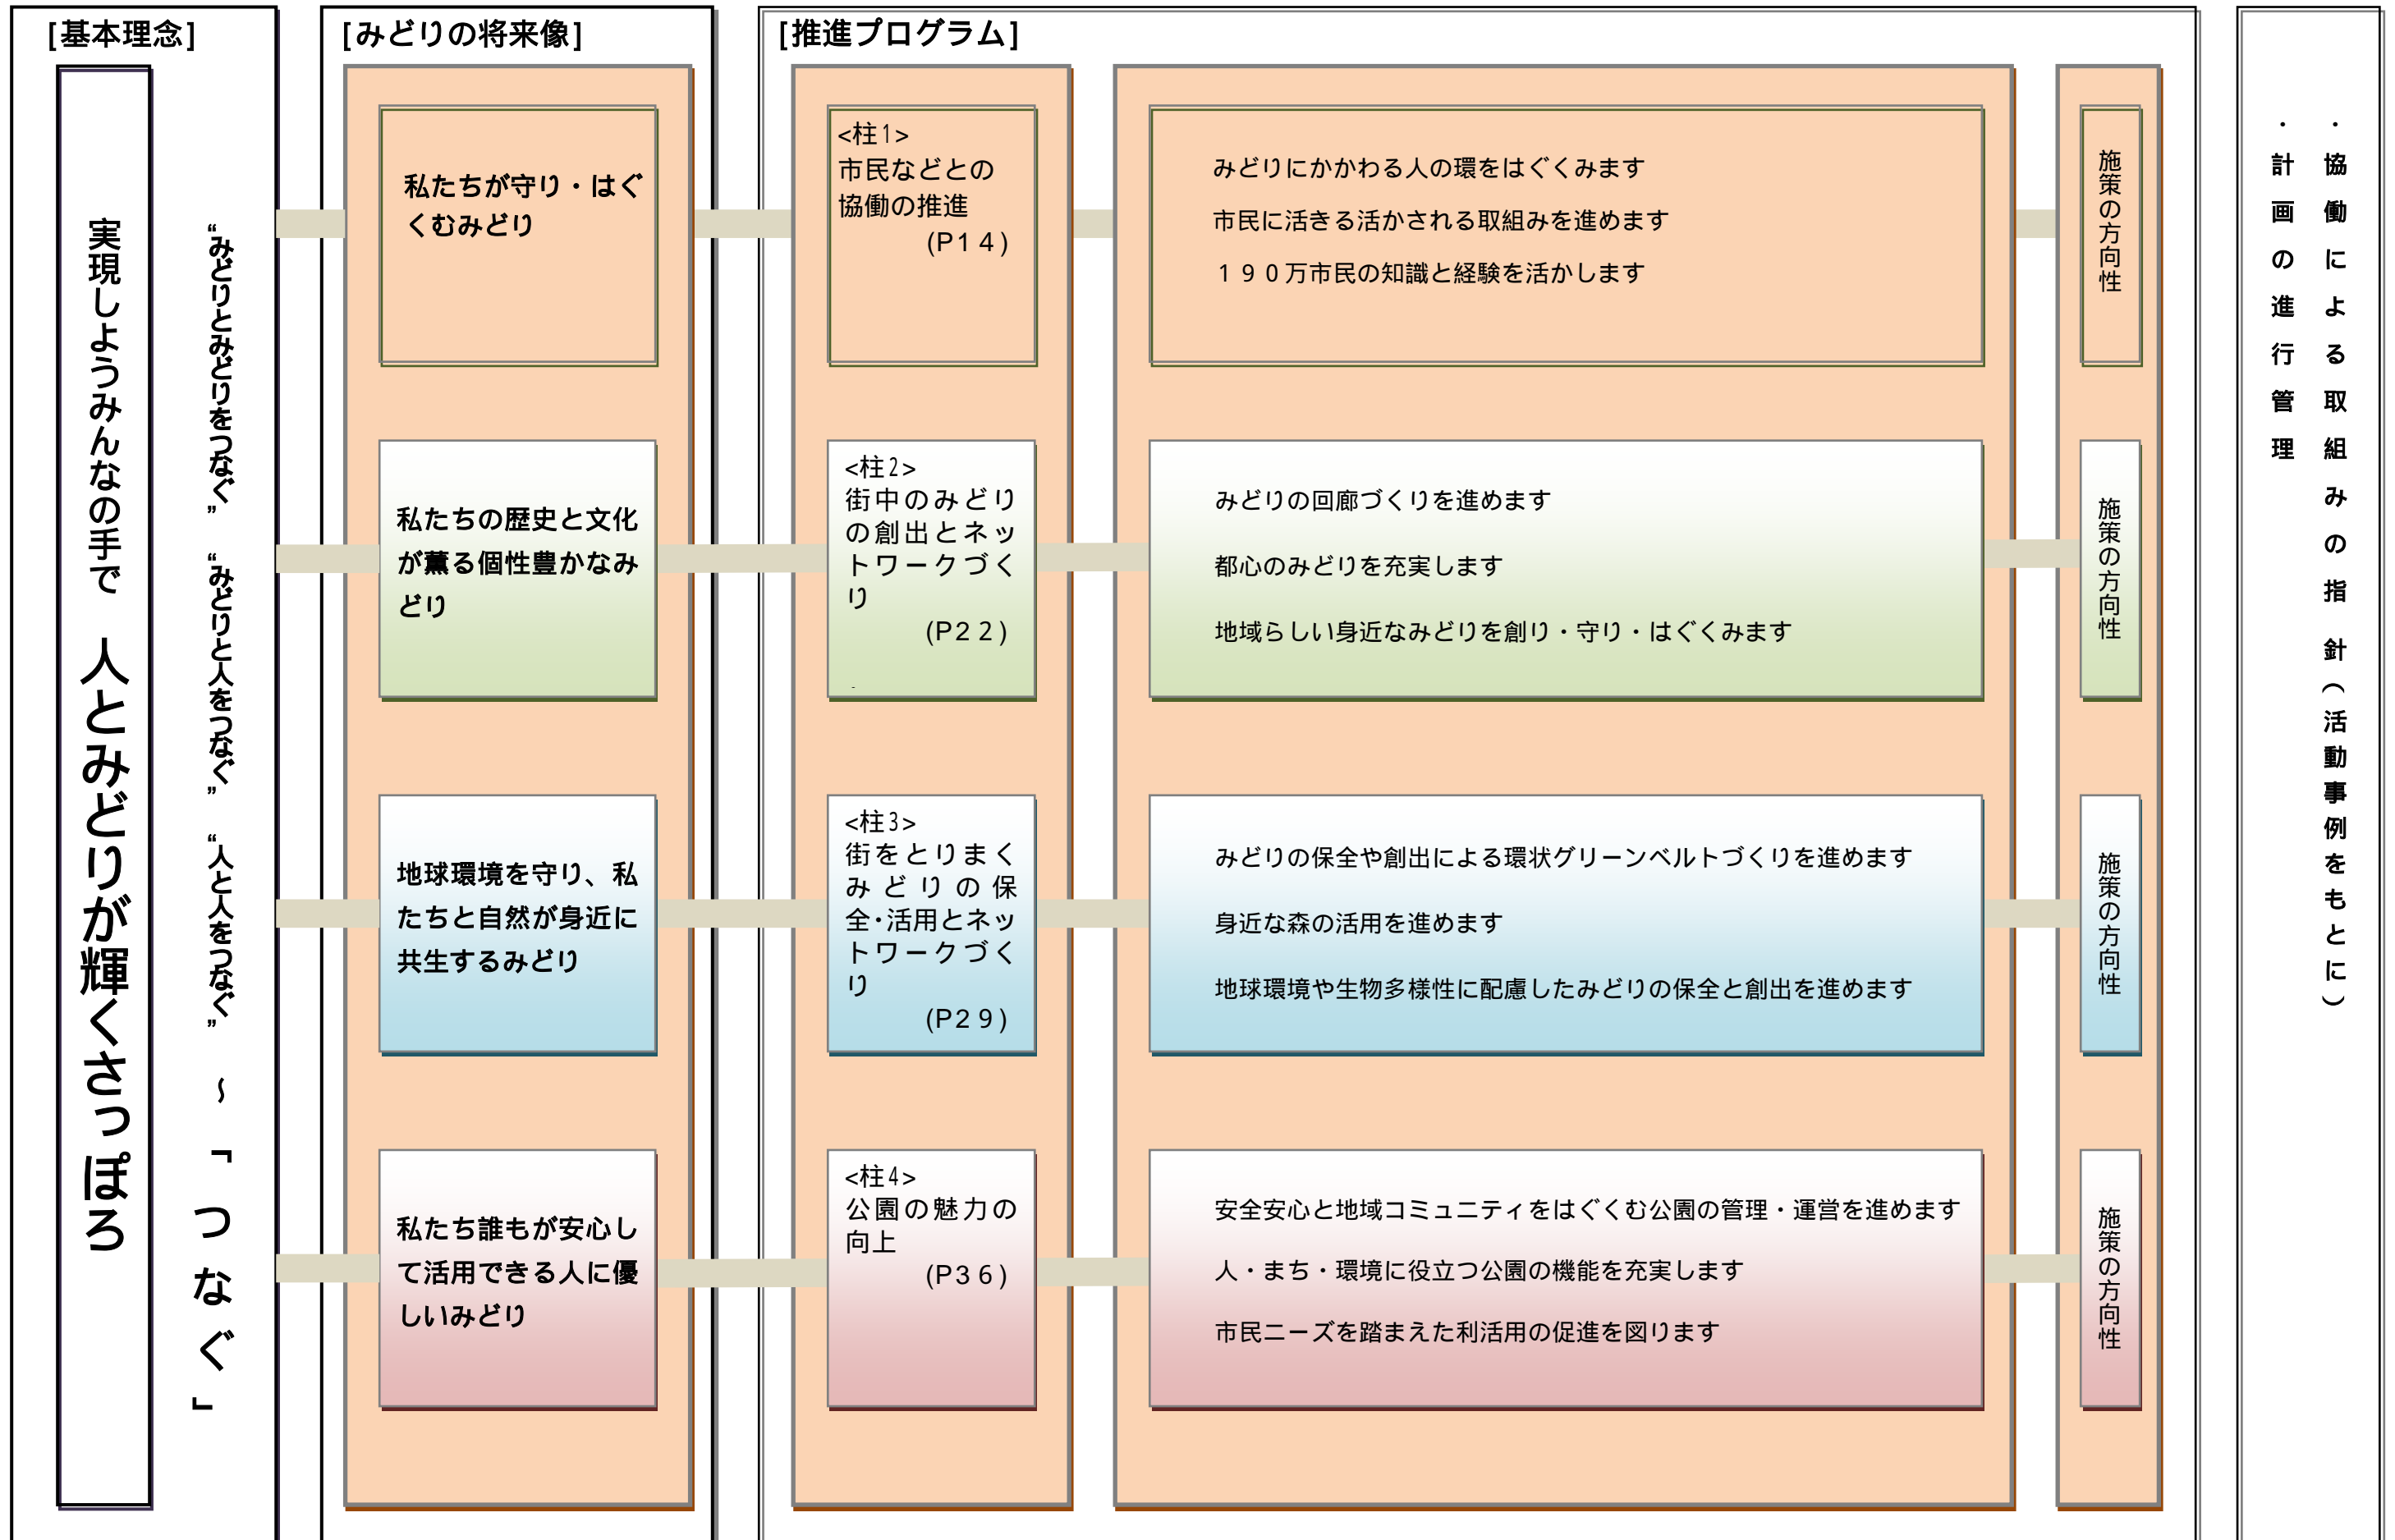 [基本理念]
実現しようみんなの手で　人とみどりが輝くさっぽろ
“みどりとみどりをつなぐ”　“みどりと人をつなぐ”　“人と人をつなぐ”　～「つなぐ」
[みどりの将来像]
私たちが守り・はぐ
くむみどり
私たちの歴史と文化
が薫る個性豊かなみ
どり
地球環境を守り、私
たちと自然が身近に
共生するみどり
私たち誰もが安心し
て活用できる人に優
しいみどり
[推進プログラム]
<柱1>
市民などとの
協働の推進
(P1４)
みどりにかかわる人の環をはぐくみます
市民に活きる活かされる取組みを進めます
１９０万市民の知識と経験を活かします
施策の方向性
<柱2>
街中のみどり
の創出とネッ
トワークづく
り
(P2２)
みどりの回廊づくりを進めます
都心のみどりを充実します
地域らしい身近なみどりを創り・守り・はぐくみます
施策の方向性
<柱3>
街をとりまく
みどりの保
全･活用とネッ
トワークづく
り
(P2９)
みどりの保全や創出による環状グリーンベルトづくりを進めます
身近な森の活用を進めます
地球環境や生物多様性に配慮したみどりの保全と創出を進めます
施策の方向性
<柱4>
公園の魅力の
向上
(P3６)
安全安心と地域コミュニティをはぐくむ公園の管理・運営を進めます
人・まち・環境に役立つ公園の機能を充実します
市民ニーズを踏まえた利活用の促進を図ります
施策の方向性
・協働による取組みの指針（活動事例をもとに）
・計画の進行管理